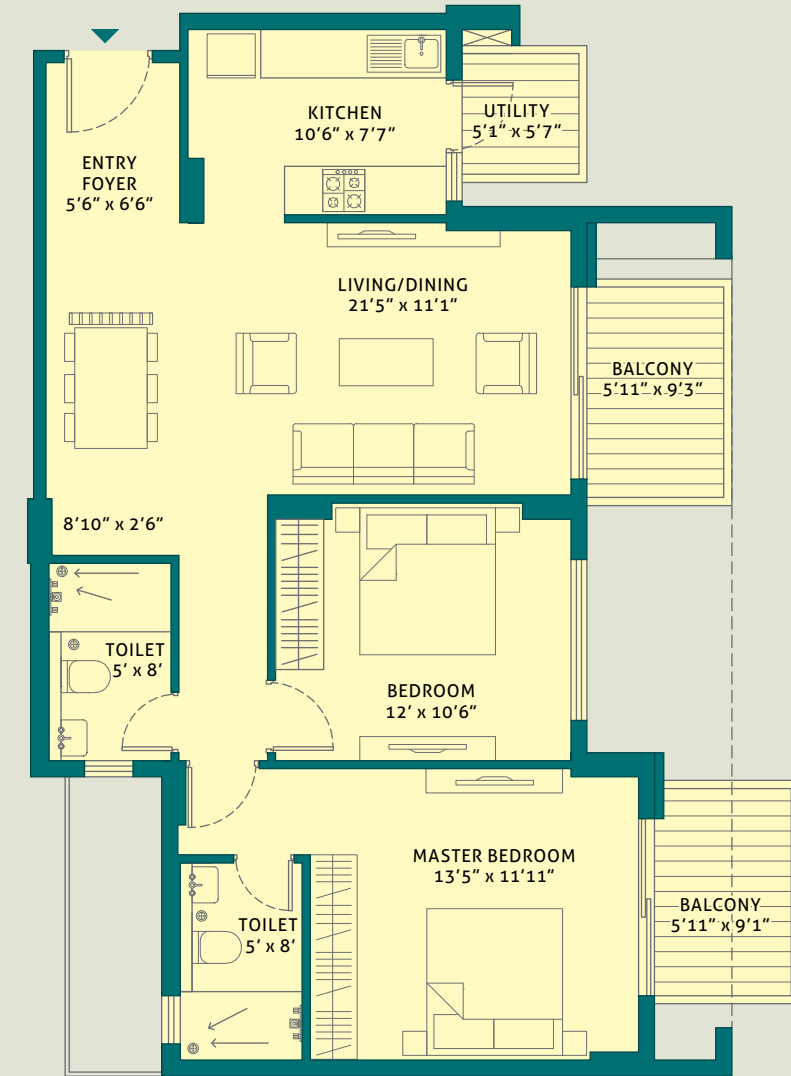 KITCHEN
10’6” x 7’7”
UTILITY
5’1” x 5’7”
ENTRY
FOYER
5’6” x 6’6”
LIVING/DINING
21’5” x 11’1”
BALCONY
5’11” x 9’3”
8’10” x 2’6”
TOILET
5’ x 8’
BEDROOM
12’ x 10’6”
MASTER BEDROOM
13’5” x 11’11”
TOILET
5’ x 8’
BALCONY
5’11” x 9’1”